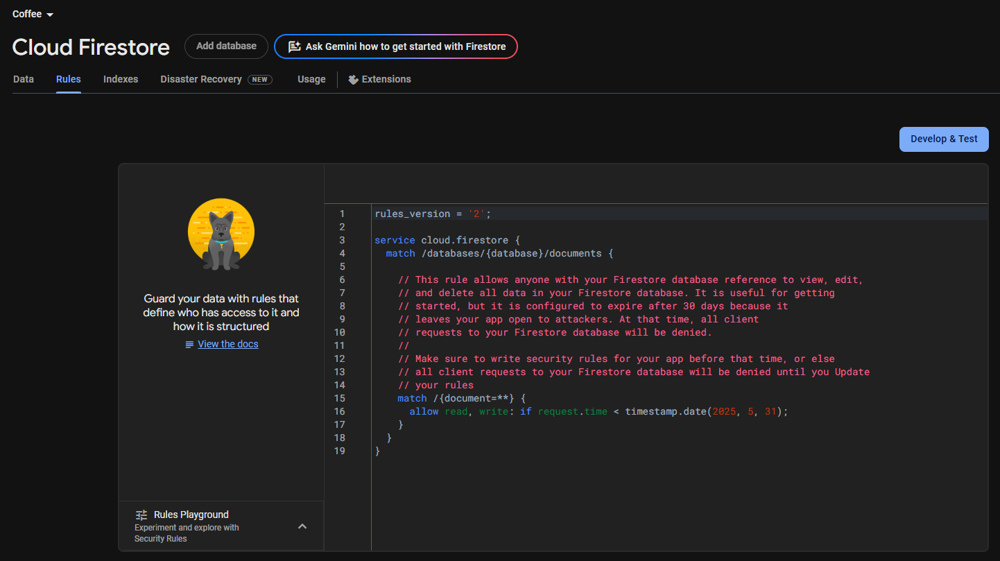 Coffee
Cloud Firestore
Add database
Ask Gemini how to get started with Firestore
Data
Rules
Indexes
Disaster Recovery NEW
Usage
Extensions
Develop & Test
Guard your data with rules that
define who has access to it and
how it is structured
View the docs
Rules Playground
Experiment and explore with
Security Rules
1 rules_version = '2';
2
3 service cloud.firestore {
4   match /databases/{database}/documents {
5
6     // This rule allows anyone with your Firestore database reference to view, edit,
7     // and delete all data in your Firestore database. It is useful for getting
8     // started, but it is configured to expire after 30 days because it
9     // leaves your app open to attackers. At that time, all client
10     // requests to your Firestore database will be denied.
11     //
12     // Make sure to write security rules for your app before that time, or else
13     // all client requests to your Firestore database will be denied until you Update
14     // your rules
15     match /{document=**} {
16       allow read, write: if request.time < timestamp.date(2025, 5, 31);
17     }
18   }
19 }